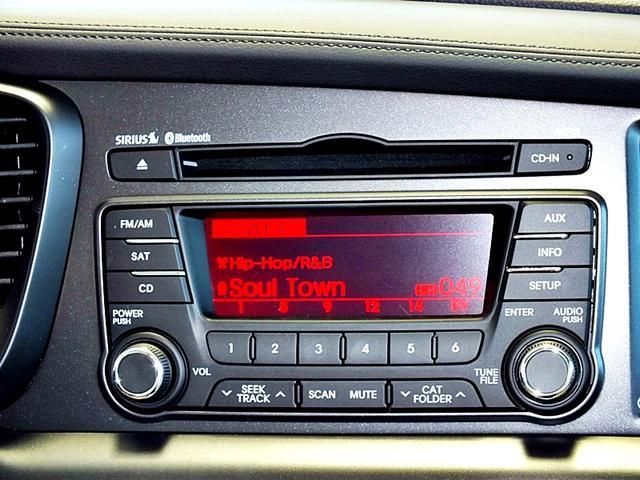 SIRIUS Bluetooth
CD-IN
FM/AM
SAT
CD
AUX
INFO
SETUP
Hip-Hop/R&B
Soul Town 049
1 8 9 12 14
POWER PUSH
ENTER AUDIO PUSH
1 2 3 4 5 6
VOL
TUNE FILE
SEEK TRACK
SCAN MUTE
CAT FOLDER